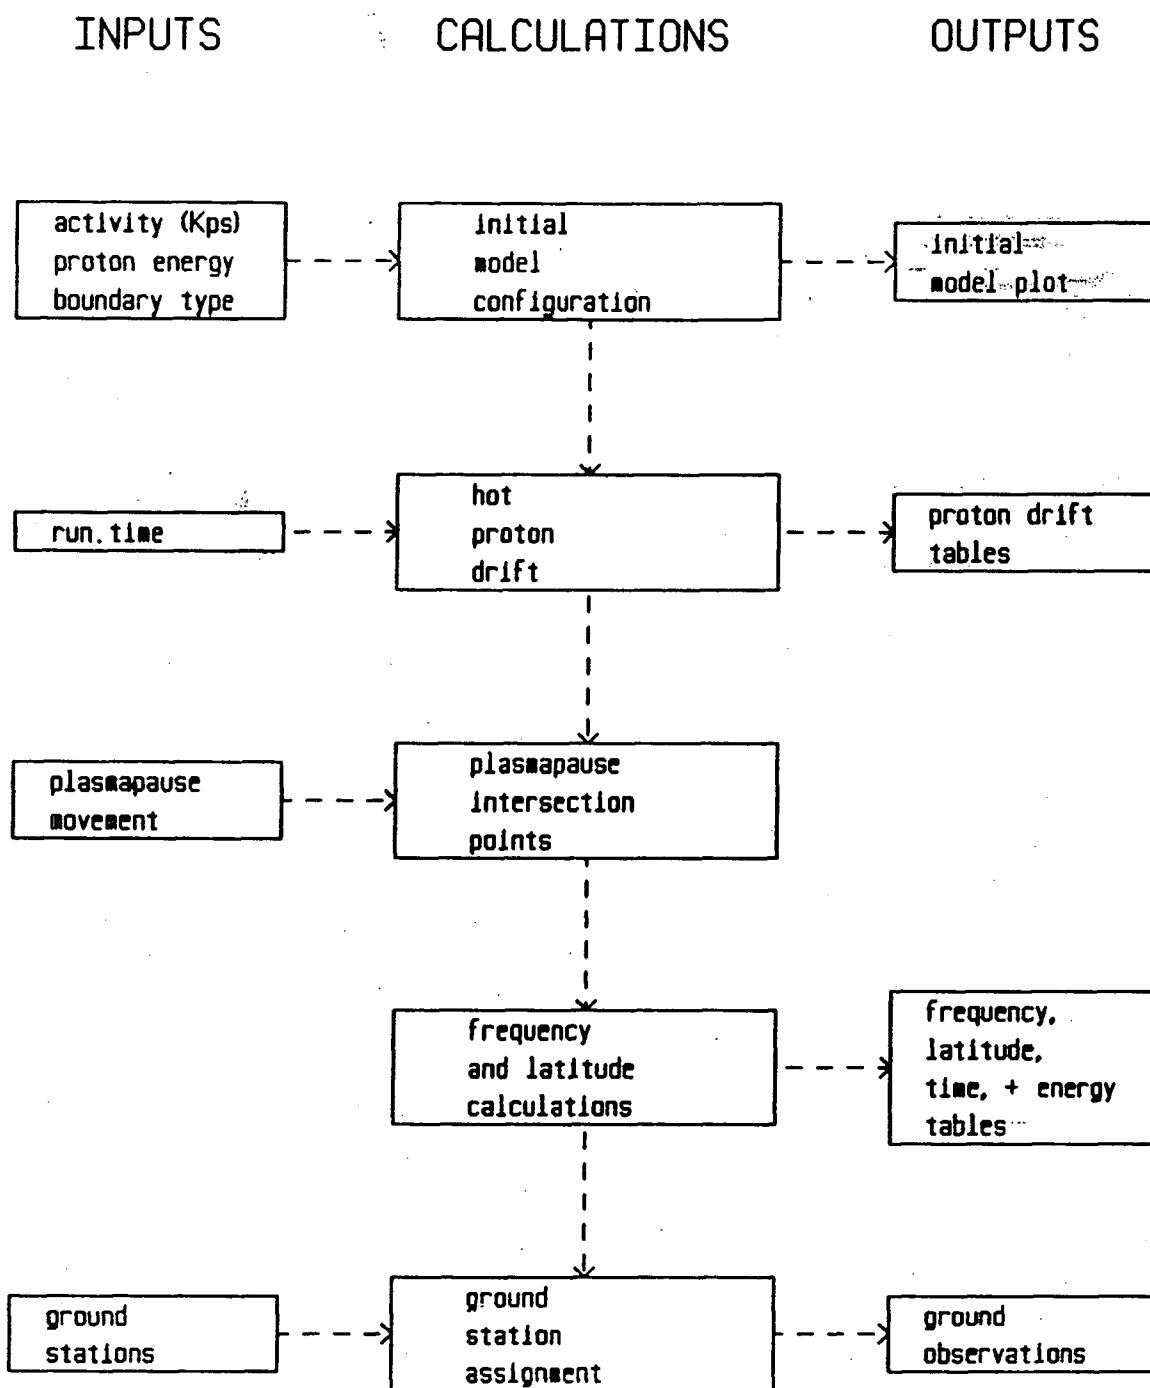 INPUTS
CALCULATIONS
OUTPUTS
activity (Kps)
proton energy
boundary type
initial
model
configuration
initial
model plot
run.time
hot
proton
drift
proton drift
tables
plasmapause
movement
plasmapause
intersection
points
frequency
and latitude
calculations
frequency,
latitude,
time, + energy
tables
ground
stations
ground
station
assignment
ground
observations